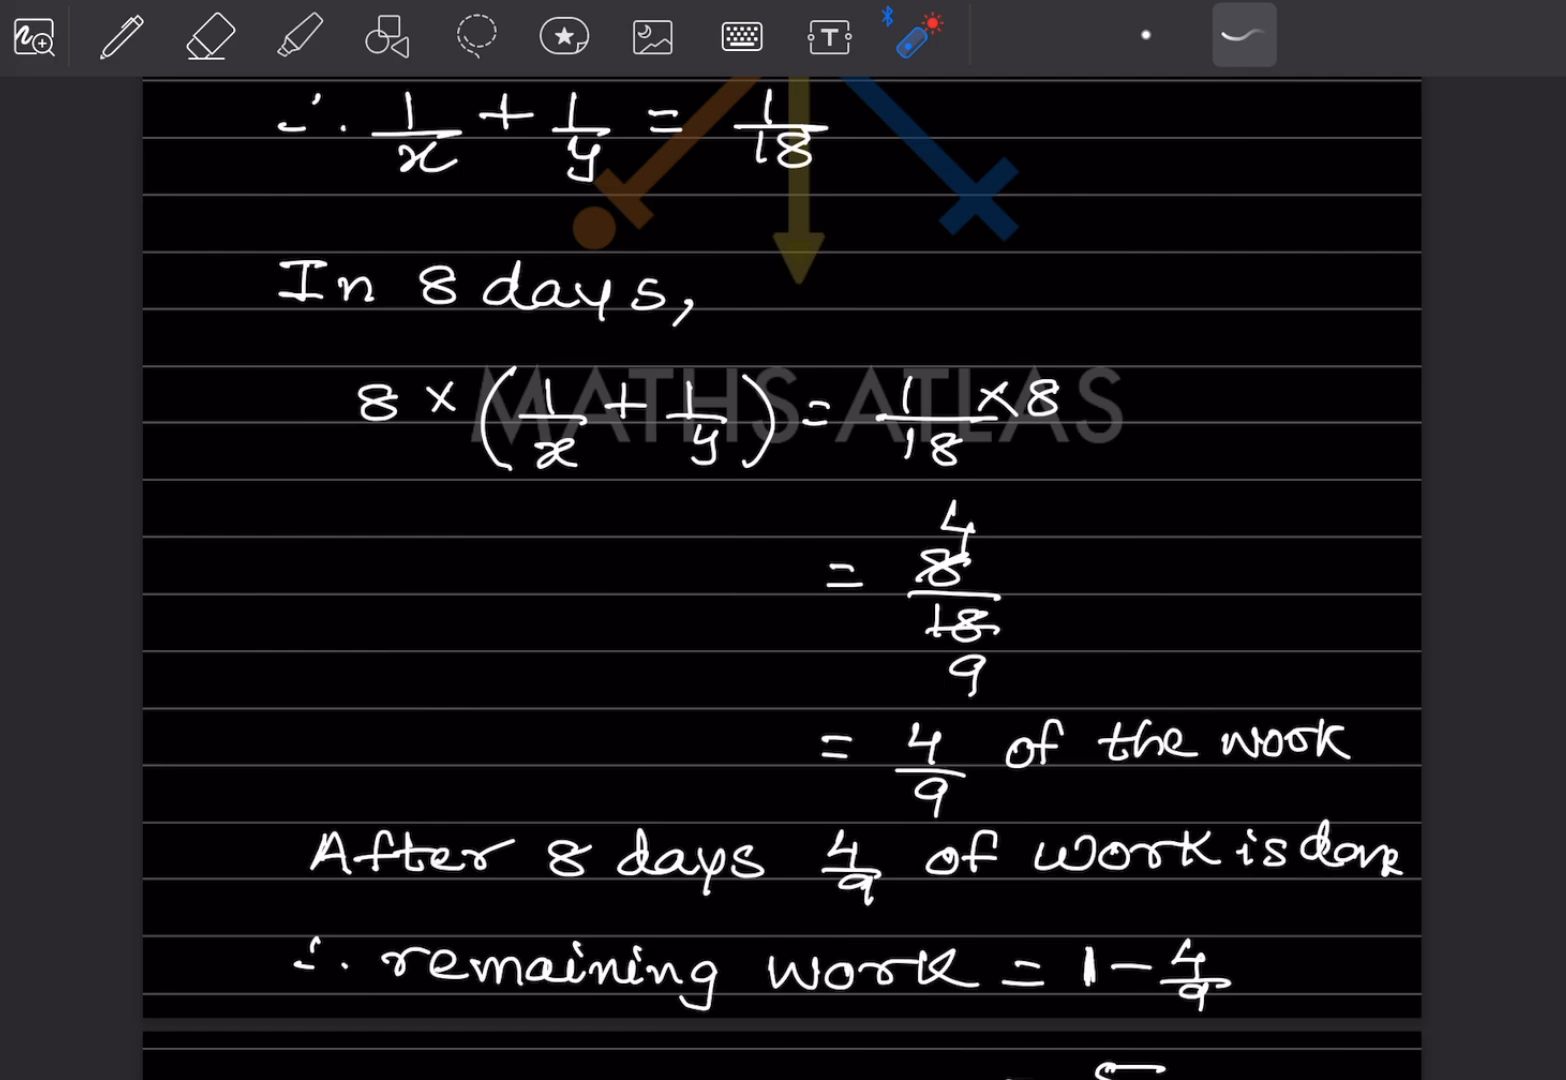 ∴ 1/x + 1/y = 1/18
In 8 days,
MATHS ATLAS
8 × (1/x + 1/y) = 1/18 × 8
= 8/18
4
9
= 4/9 of the work
After 8 days 4/9 of work is done
∴ remaining work = 1 - 4/9